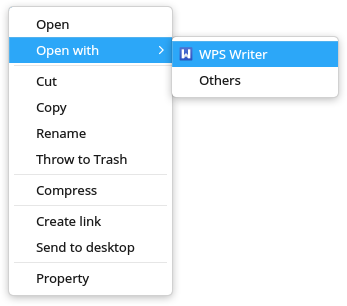 Open
Open with
WPS Writer
Others
Cut
Copy
Rename
Throw to Trash
Compress
Create link
Send to desktop
Property